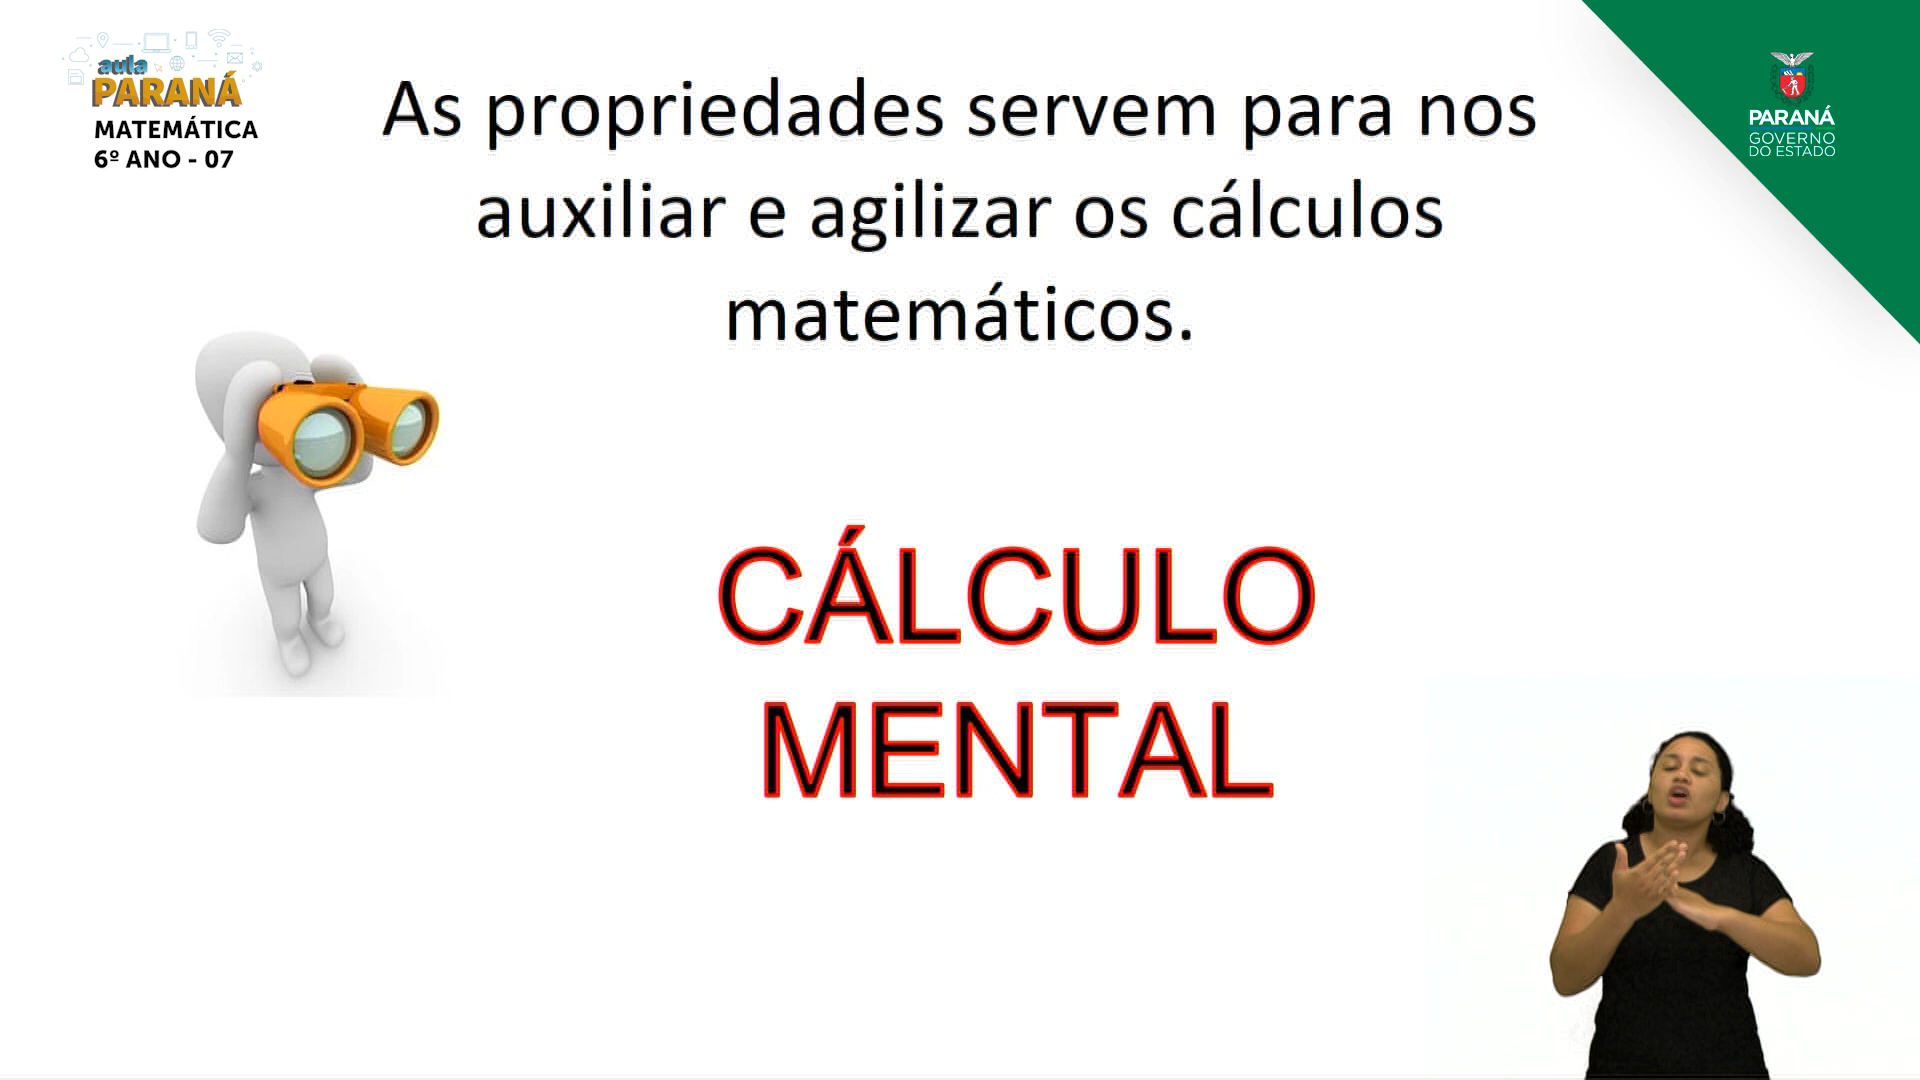 aula
PARANÁ
MATEMÁTICA
6º ANO - 07
As propriedades servem para nos
auxiliar e agilizar os cálculos
matemáticos.
PARANÁ
GOVERNO
DO ESTADO
CÁLCULO
MENTAL